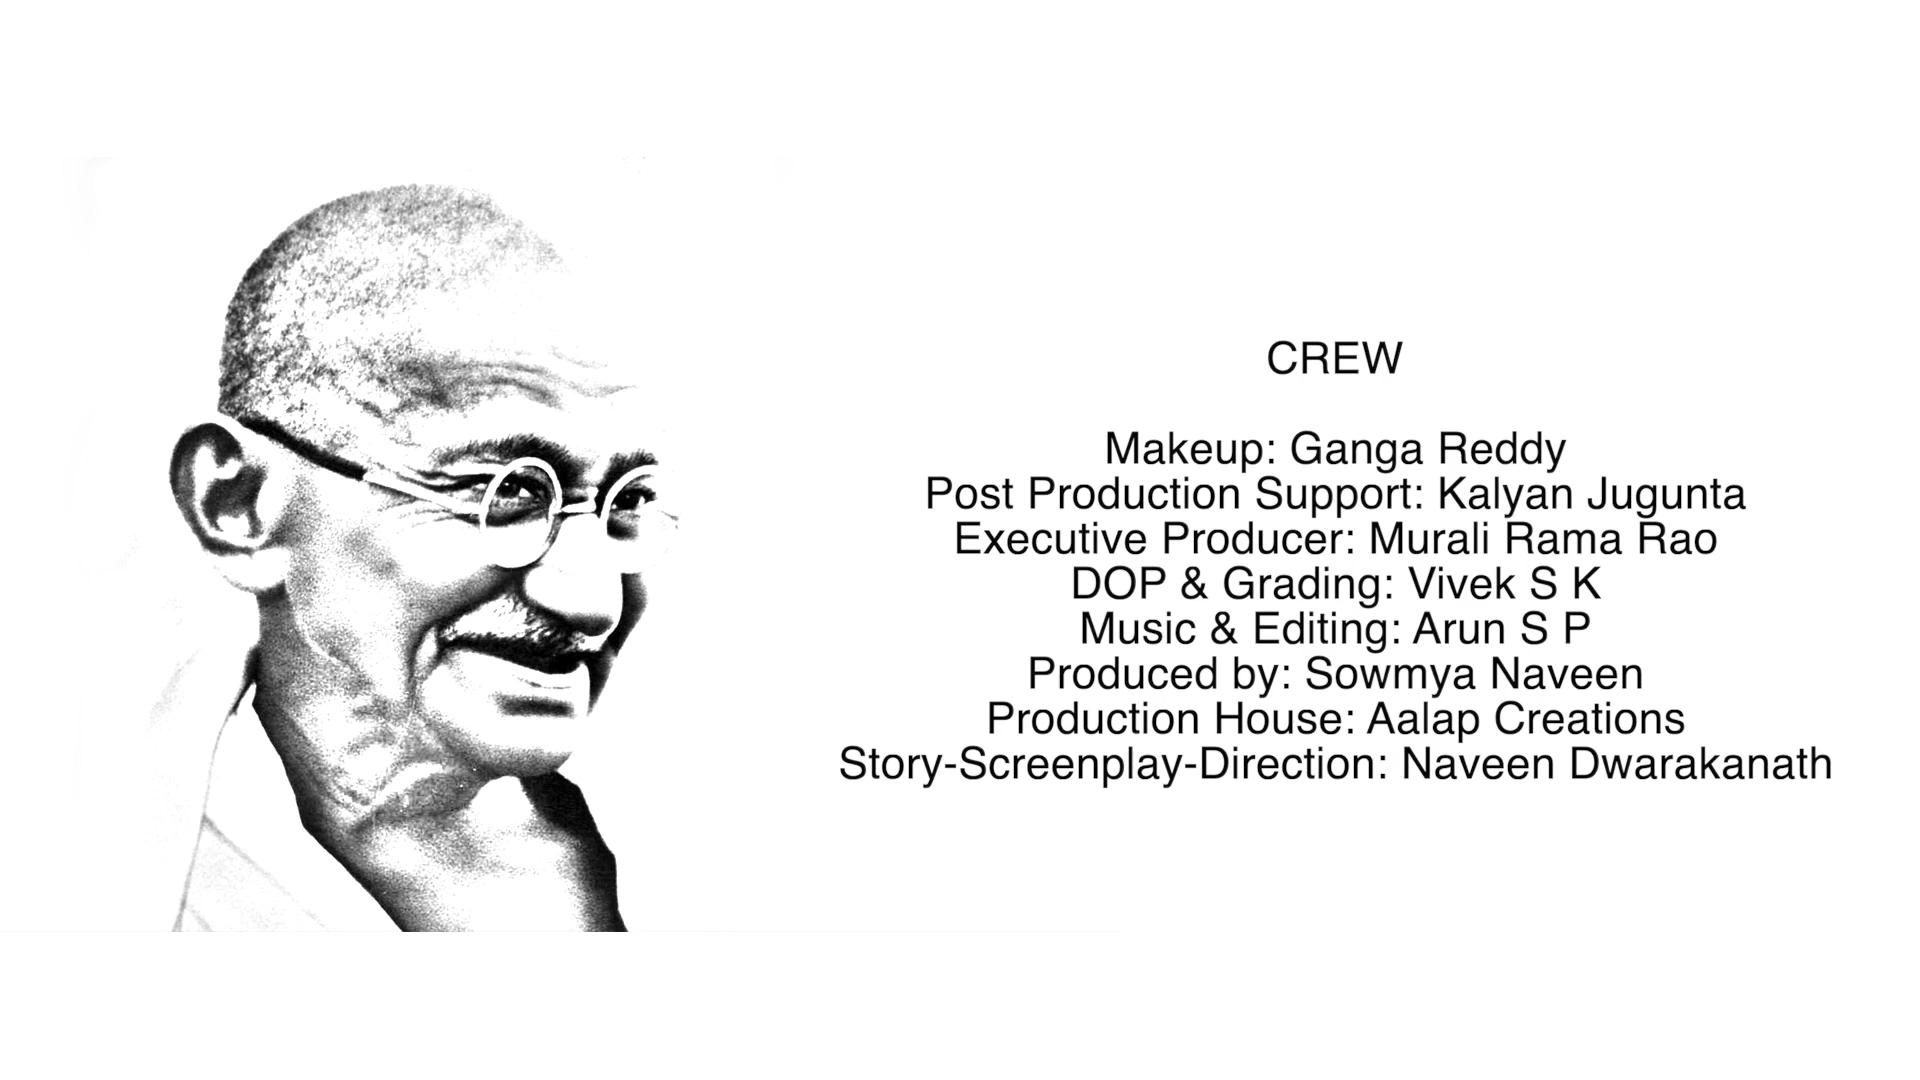 CREW
Makeup: Ganga Reddy
Post Production Support: Kalyan Jugunta
Executive Producer: Murali Rama Rao
DOP & Grading: Vivek S K
Music & Editing: Arun S P
Produced by: Sowmya Naveen
Production House: Aalap Creations
Story-Screenplay-Direction: Naveen Dwarakanath